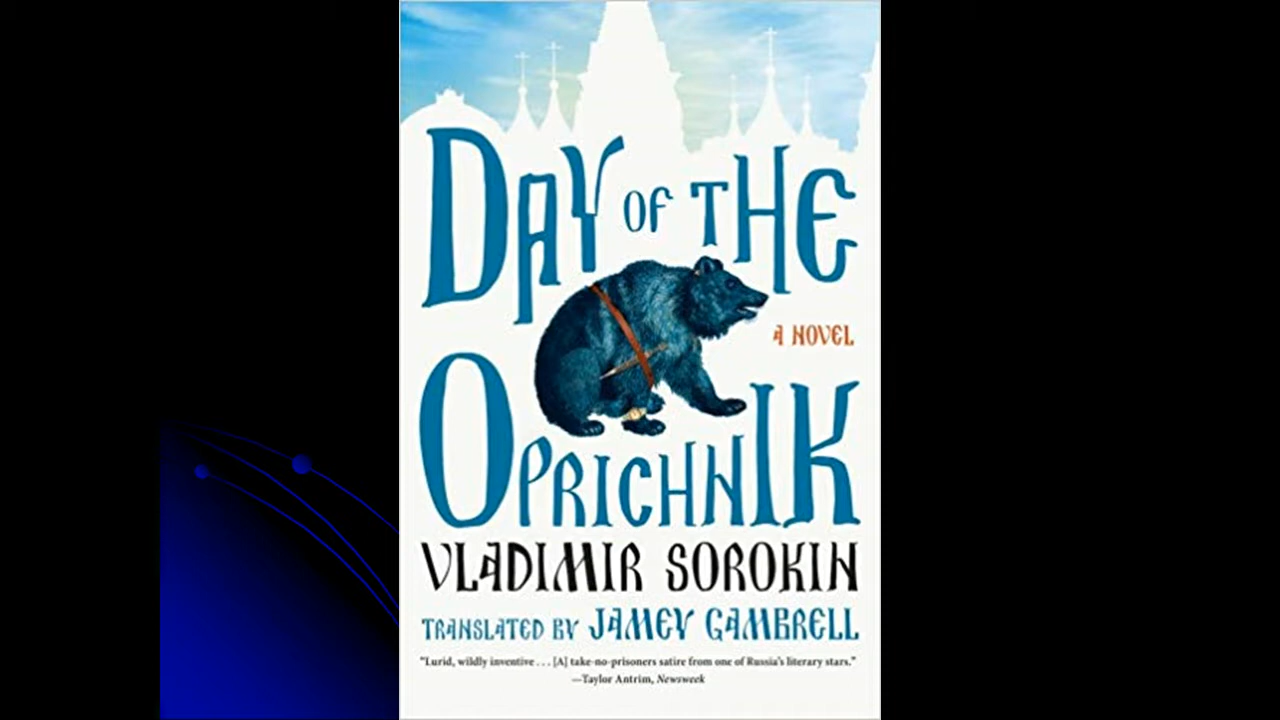 DAY OF THE
A NOVEL
OPRICHNIK
VLADIMIR SOROKIN
TRANSLATED BY JAMEY GAMBRELL
"Lurid, wildly inventive . . . [A] take-no-prisoners satire from one of Russia's literary stars."
—Taylor Antrim, Newsweek